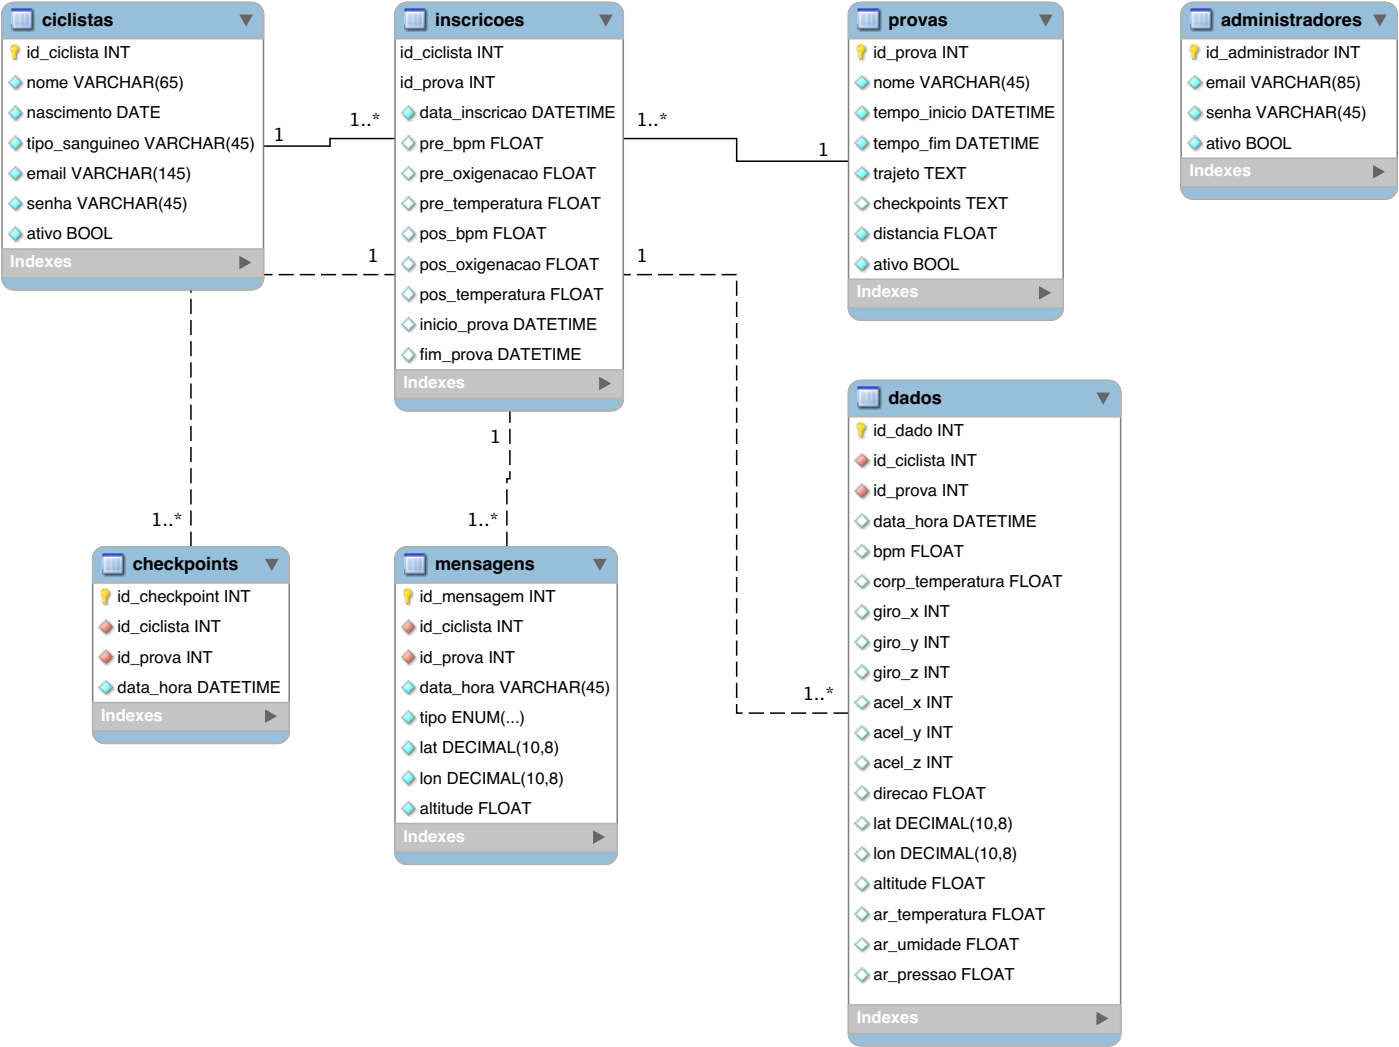 ciclistas
id_ciclista INT
nome VARCHAR(65)
nascimento DATE
tipo_sanguineo VARCHAR(45)
email VARCHAR(145)
senha VARCHAR(45)
ativo BOOL
Indexes
1
1..*
inscricoes
id_ciclista INT
id_prova INT
data_inscricao DATETIME
pre_bpm FLOAT
pre_oxigenacao FLOAT
pre_temperatura FLOAT
pos_bpm FLOAT
pos_oxigenacao FLOAT
pos_temperatura FLOAT
inicio_prova DATETIME
fim_prova DATETIME
Indexes
1..*
1
provas
id_prova INT
nome VARCHAR(45)
tempo_inicio DATETIME
tempo_fim DATETIME
trajeto TEXT
checkpoints TEXT
distancia FLOAT
ativo BOOL
Indexes
administradores
id_administrador INT
email VARCHAR(85)
senha VARCHAR(45)
ativo BOOL
Indexes
1
1..*
checkpoints
id_checkpoint INT
id_ciclista INT
id_prova INT
data_hora DATETIME
Indexes
1
1..*
mensagens
id_mensagem INT
id_ciclista INT
id_prova INT
data_hora VARCHAR(45)
tipo ENUM(...)
lat DECIMAL(10,8)
lon DECIMAL(10,8)
altitude FLOAT
Indexes
1
1..*
dados
id_dado INT
id_ciclista INT
id_prova INT
data_hora DATETIME
bpm FLOAT
corp_temperatura FLOAT
giro_x INT
giro_y INT
giro_z INT
acel_x INT
acel_y INT
acel_z INT
direcao FLOAT
lat DECIMAL(10,8)
lon DECIMAL(10,8)
altitude FLOAT
ar_temperatura FLOAT
ar_umidade FLOAT
ar_pressao FLOAT
Indexes